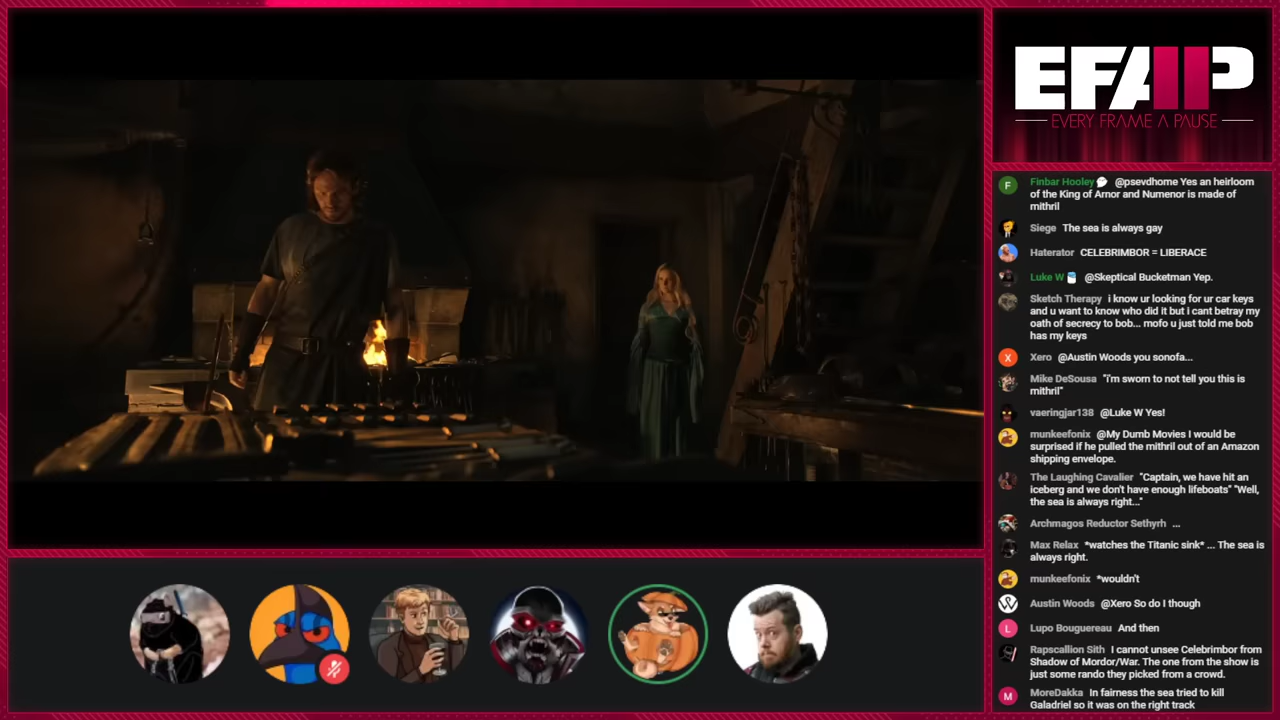 EFAP
EVERY FRAME A PAUSE
F
Finbar Hooley @psevdhome Yes an heirloom
of the King of Arnor and Numenor is made of
mithril
Siege The sea is always gay
Haterator CELEBRIMBOR = LIBERACE
Luke W @Skeptical Bucketman Yep.
Sketch Therapy i know ur looking for ur car keys
and u want to know who did it but i cant betray my
oath of secrecy to bob... mofo u just told me bob
has my keys
X
Xero @Austin Woods you sonofa...
Mike DeSousa "i'm sworn to not tell you this is
mithril"
vaeringjar138 @Luke W Yes!
munkeefonix @My Dumb Movies I would be
surprised if he pulled the mithril out of an Amazon
shipping envelope.
The Laughing Cavalier "Captain, we have hit an
iceberg and we don't have enough lifeboats" "Well,
the sea is always right..."
Archmagos Reductor Sethyrh ...
Max Relax *watches the Titanic sink* ... The sea is
always right.
munkeefonix *wouldn't
W
Austin Woods @Xero So do I though
L
Lupo Bouguereau And then
Rapscallion Sith I cannot unsee Celebrimbor from
Shadow of Mordor/War. The one from the show is
just some rando they picked from a crowd.
M
MoreDakka In fairness the sea tried to kill
Galadriel so it was on the right track